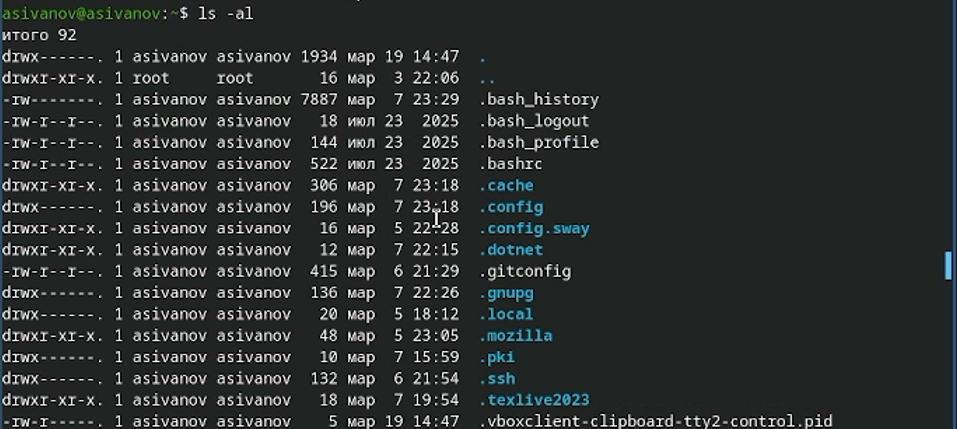 asivanov@asivanov:~$ ls -al
итого 92
drwx------. 1 asivanov asivanov 1934 мар 19 14:47 .
drwxr-xr-x. 1 root root 16 мар 3 22:06 ..
-rw-------. 1 asivanov asivanov 7887 мар 7 23:29 .bash_history
-rw-r--r--. 1 asivanov asivanov 18 июл 23 2025 .bash_logout
-rw-r--r--. 1 asivanov asivanov 144 июл 23 2025 .bash_profile
-rw-r--r--. 1 asivanov asivanov 522 июл 23 2025 .bashrc
drwxr-xr-x. 1 asivanov asivanov 306 мар 7 23:18 .cache
drwx------. 1 asivanov asivanov 196 мар 7 23:18 .config
drwxr-xr-x. 1 asivanov asivanov 16 мар 5 22:28 .config.sway
drwxr-xr-x. 1 asivanov asivanov 12 мар 7 22:15 .dotnet
-rw-r--r--. 1 asivanov asivanov 415 мар 6 21:29 .gitconfig
drwx------. 1 asivanov asivanov 136 мар 7 22:26 .gnupg
drwx------. 1 asivanov asivanov 20 мар 5 18:12 .local
drwxr-xr-x. 1 asivanov asivanov 48 мар 5 23:05 .mozilla
drwx------. 1 asivanov asivanov 10 мар 7 15:59 .pki
drwx------. 1 asivanov asivanov 132 мар 6 21:54 .ssh
drwxr-xr-x. 1 asivanov asivanov 18 мар 7 19:54 .texlive2023
-rw-r-----. 1 asivanov asivanov 5 мар 19 14:47 .vboxclient-clipboard-tty2-control.pid